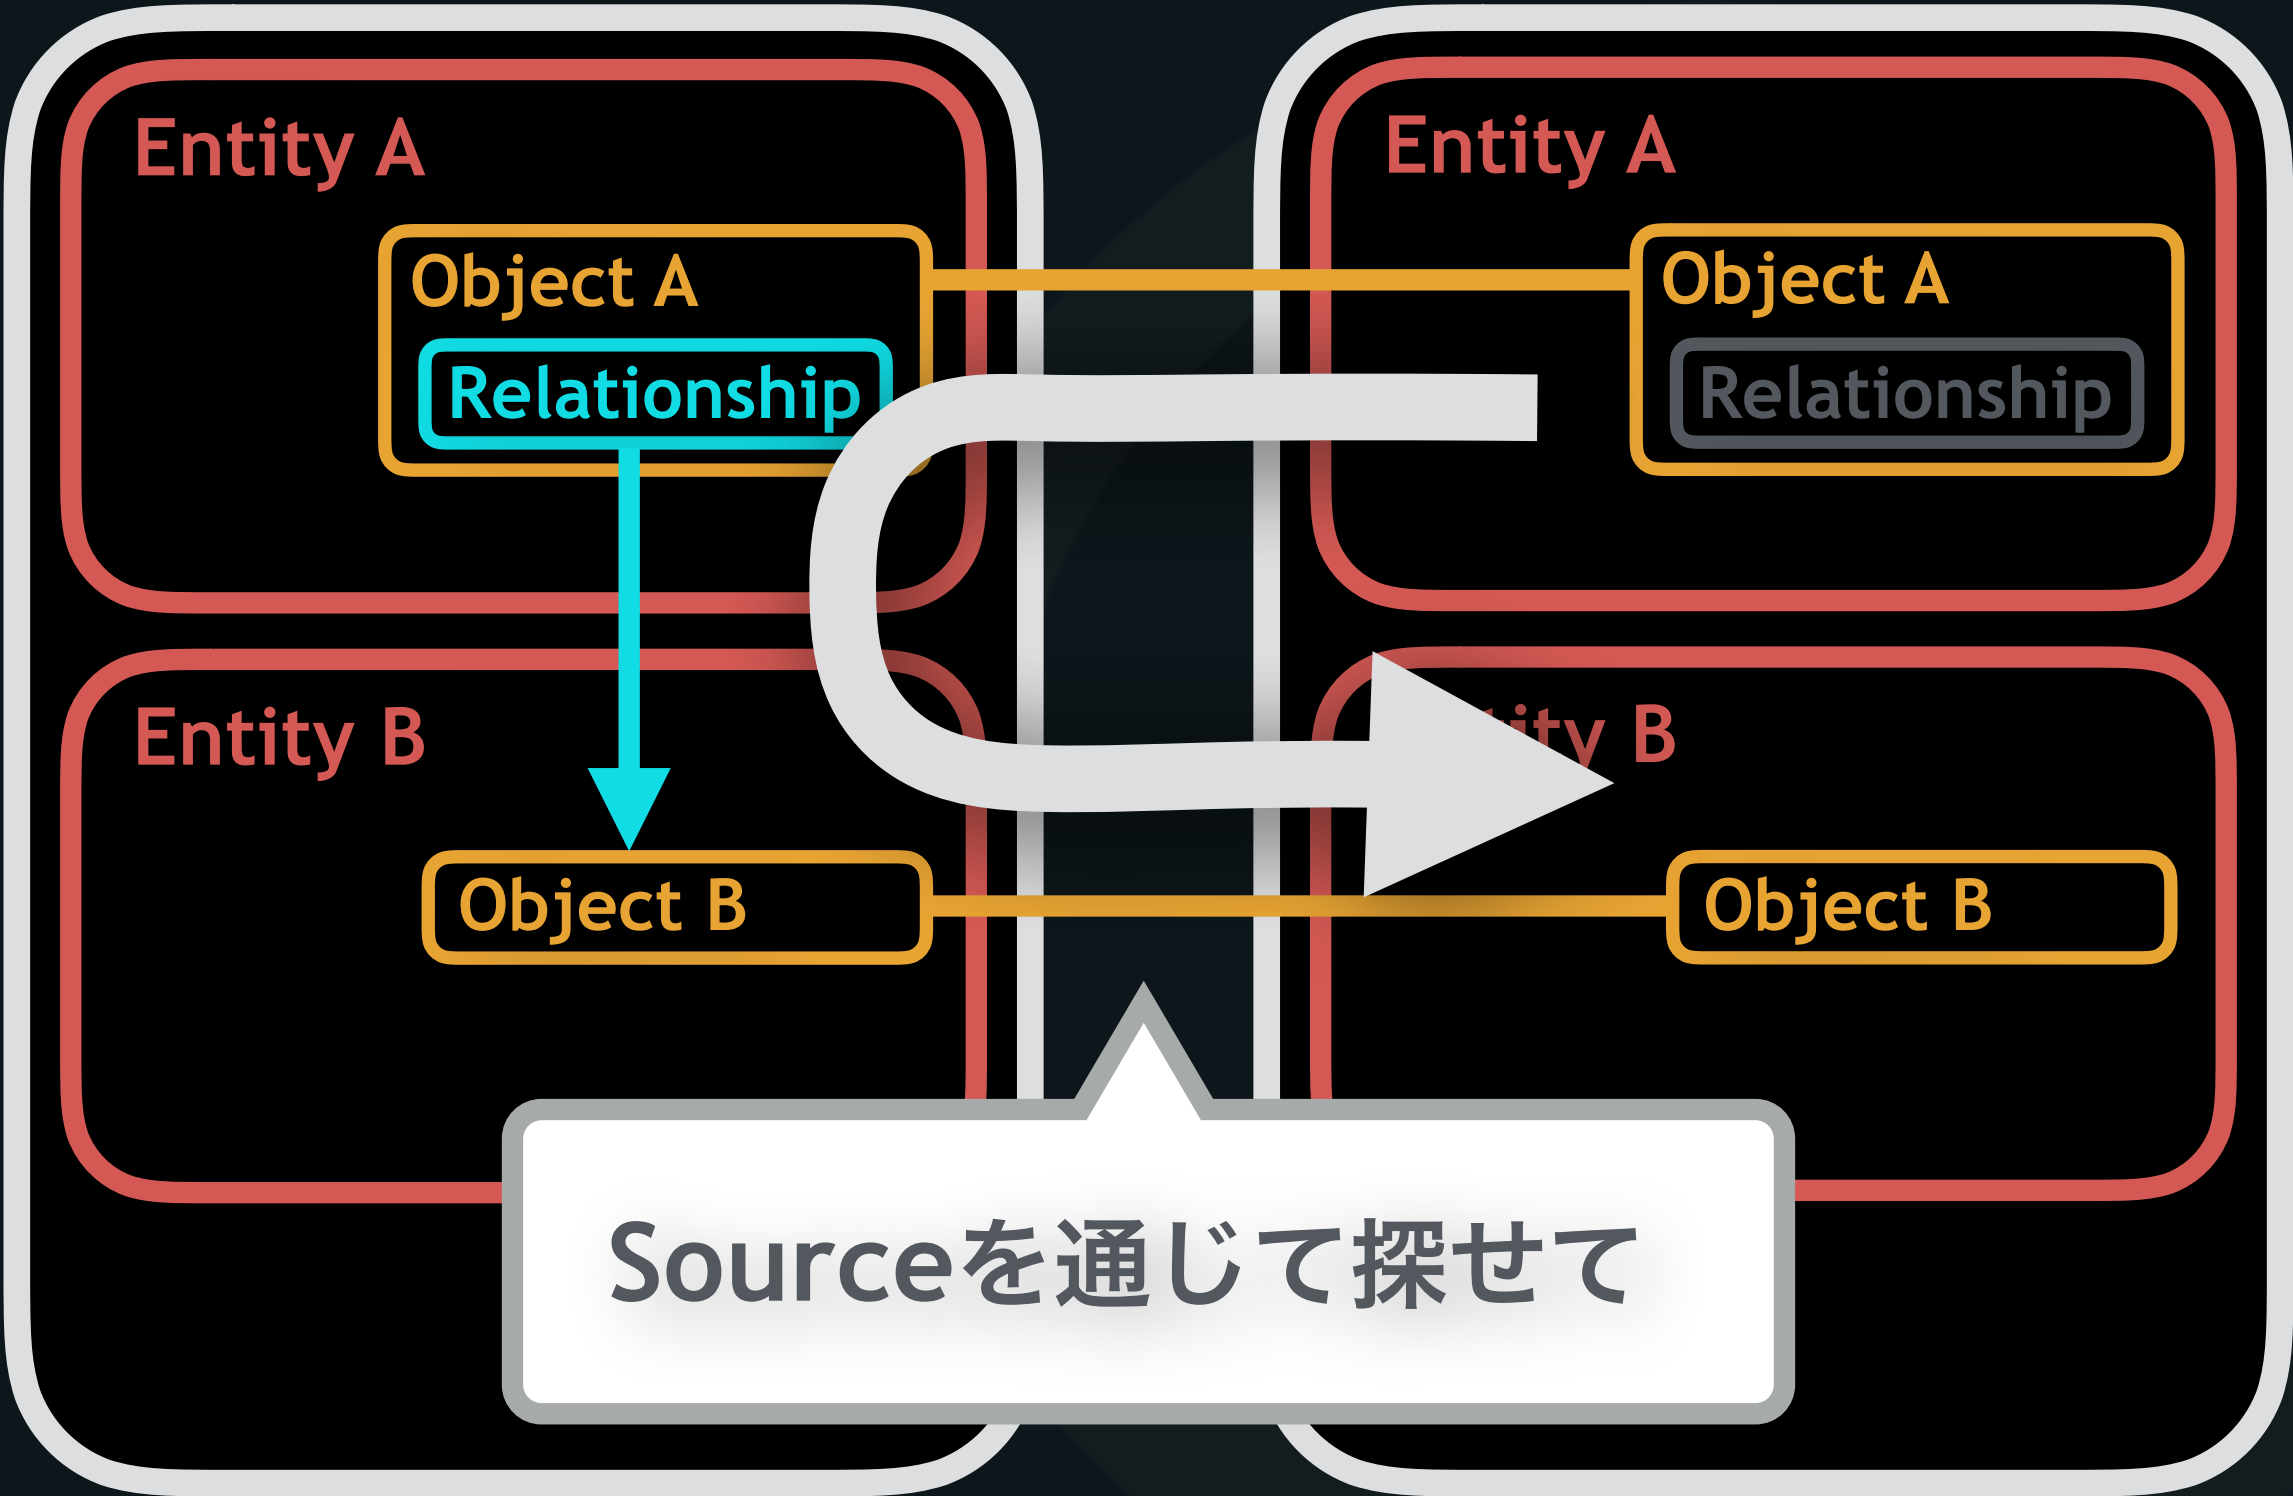 Entity A
Object A
Relationship
Entity B
Object B
Entity A
Object A
Relationship
B
Object B
Sourceを通じて探せて